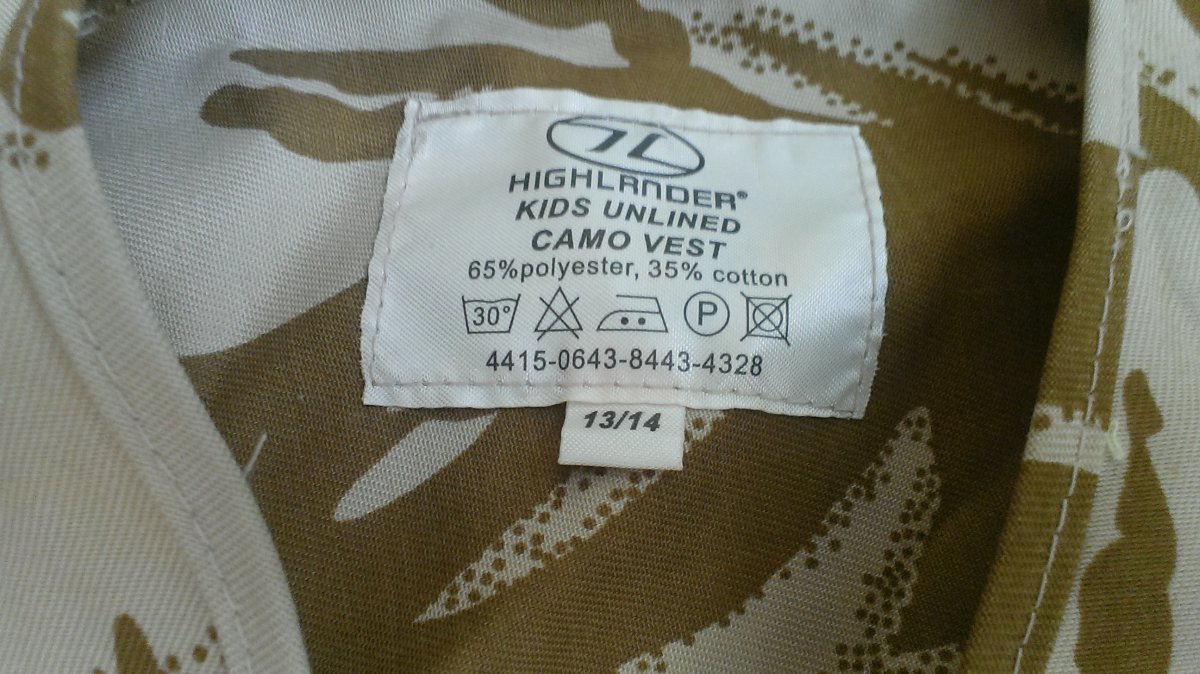 HIGHLANDER®
KIDS UNLINED
CAMO VEST
65%polyester, 35% cotton
30° P
4415-0643-8443-4328
13/14